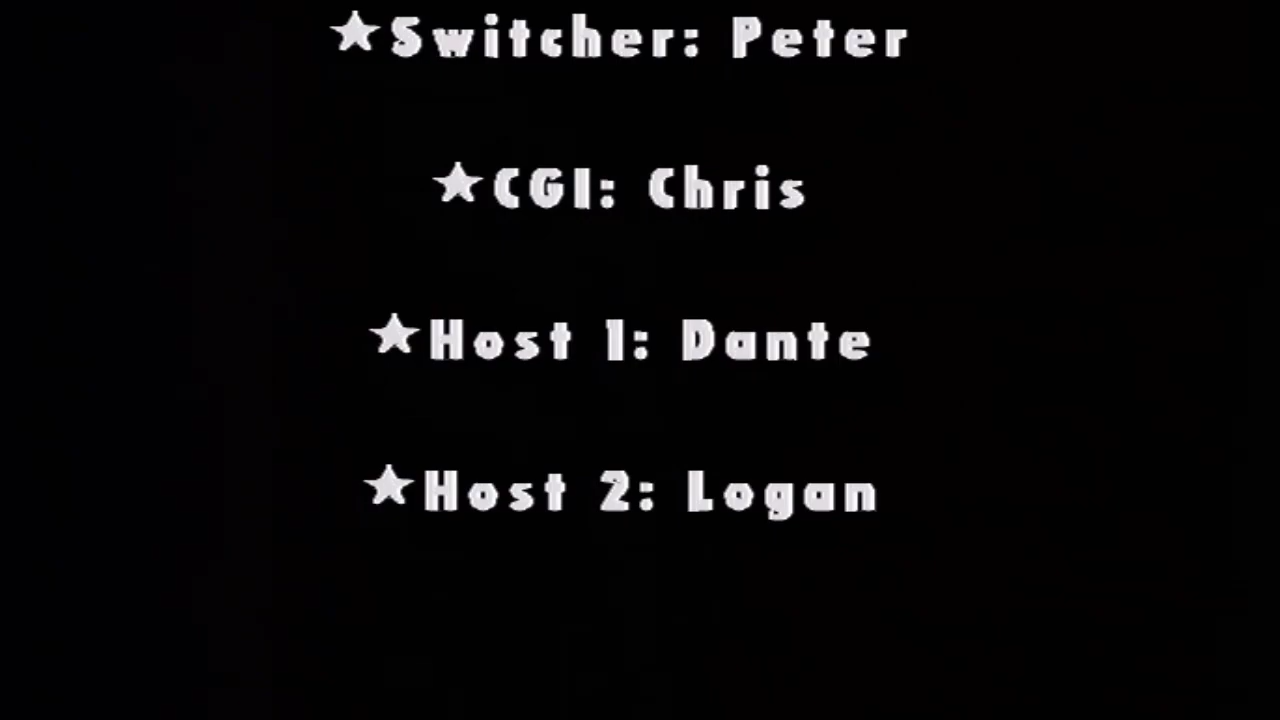 ★Switcher: Peter
★CGI: Chris
★Host 1: Dante
★Host 2: Logan